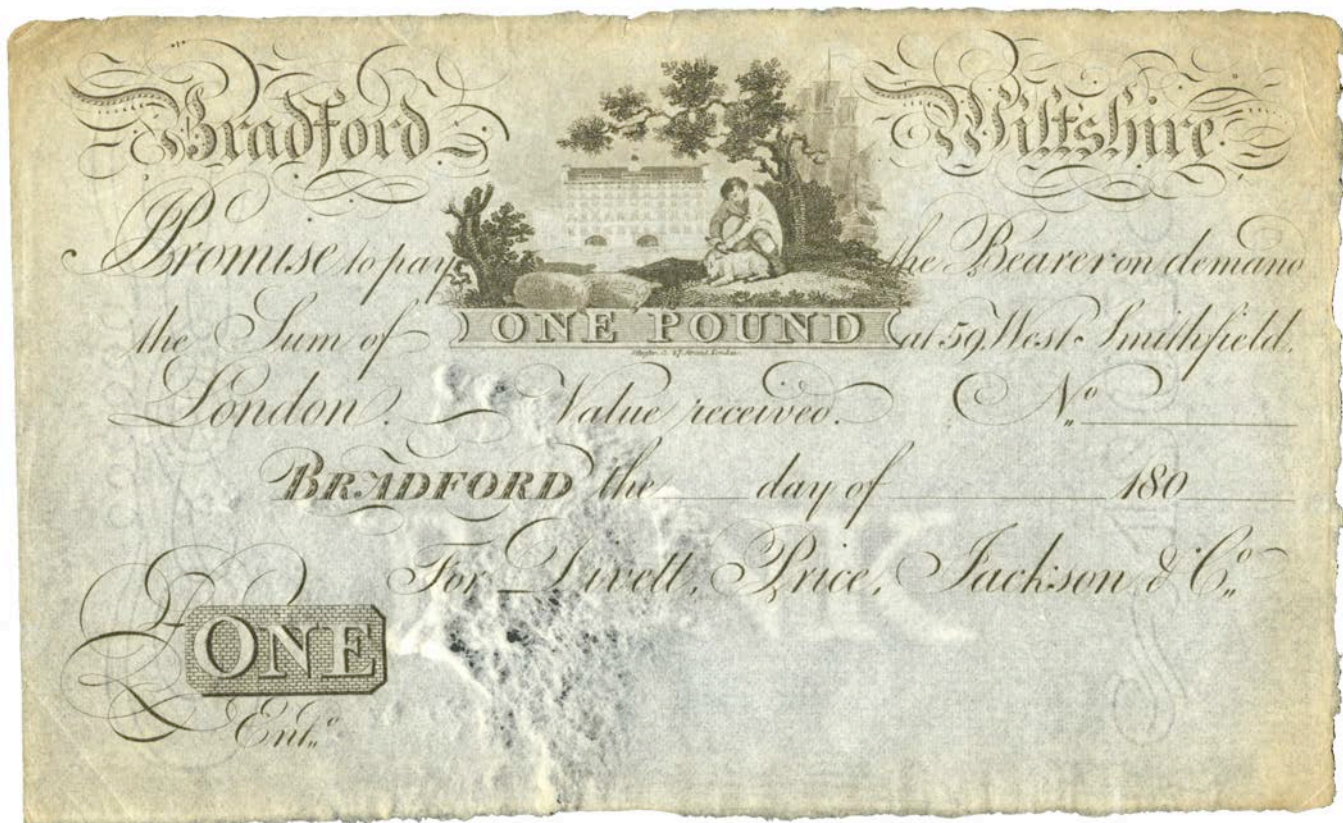 Bradford Wiltshire
I Promise to pay the Bearer on demand
the Sum of ONE POUND at 59, West Smithfield,
London. Value received. No
BRADFORD the day of 180
For Divett, Price, Jackson & Co
ONE
Entd